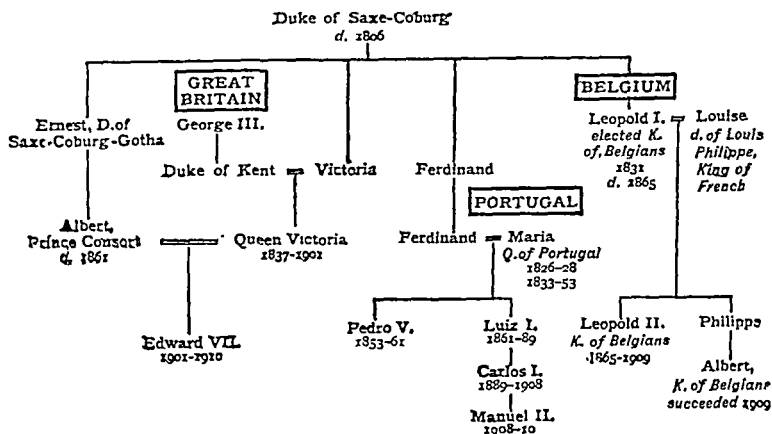 Duke of Saxe-Coburg
d. 1806
GREAT
BRITAIN
BELGIUM
Ernest, D. of
Saxe-Coburg-Gotha
George III.
Leopold I.
elected K.
of, Belgians
1831
d. 1865
Louise
d. of Louis
Philippe,
King of
French
Duke of Kent
Victoria
Ferdinand
PORTUGAL
Albert,
Prince Consort
d. 1861
Queen Victoria
1837-1901
Ferdinand
Maria
Q. of Portugal
1826-28
1833-53
Edward VII.
1901-1910
Pedro V.
1853-61
Luiz I.
1861-89
Leopold II.
K. of Belgians
1865-1909
Philippe
Carlos I.
1889-1908
Albert,
K. of Belgians
succeeded 1909
Manuel II.
1908-10